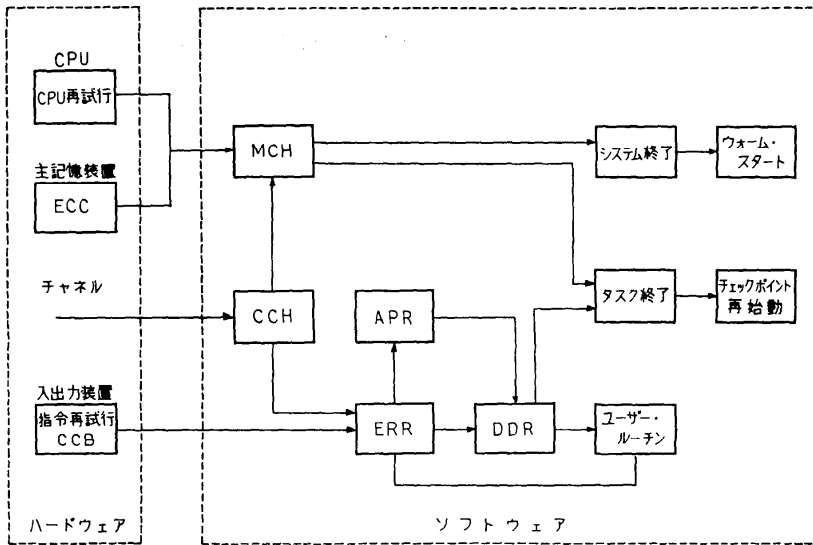 CPU
CPU再試行
主記憶装置
ECC
チャネル
入出力装置
指令再試行
CCB
ハードウェア
MCH
CCH
APR
ERR
DDR
システム終了
ウォーム・
スタート
タスク終了
チェックポイント
再始動
ユーザー・
ルーチン
ソフトウェア